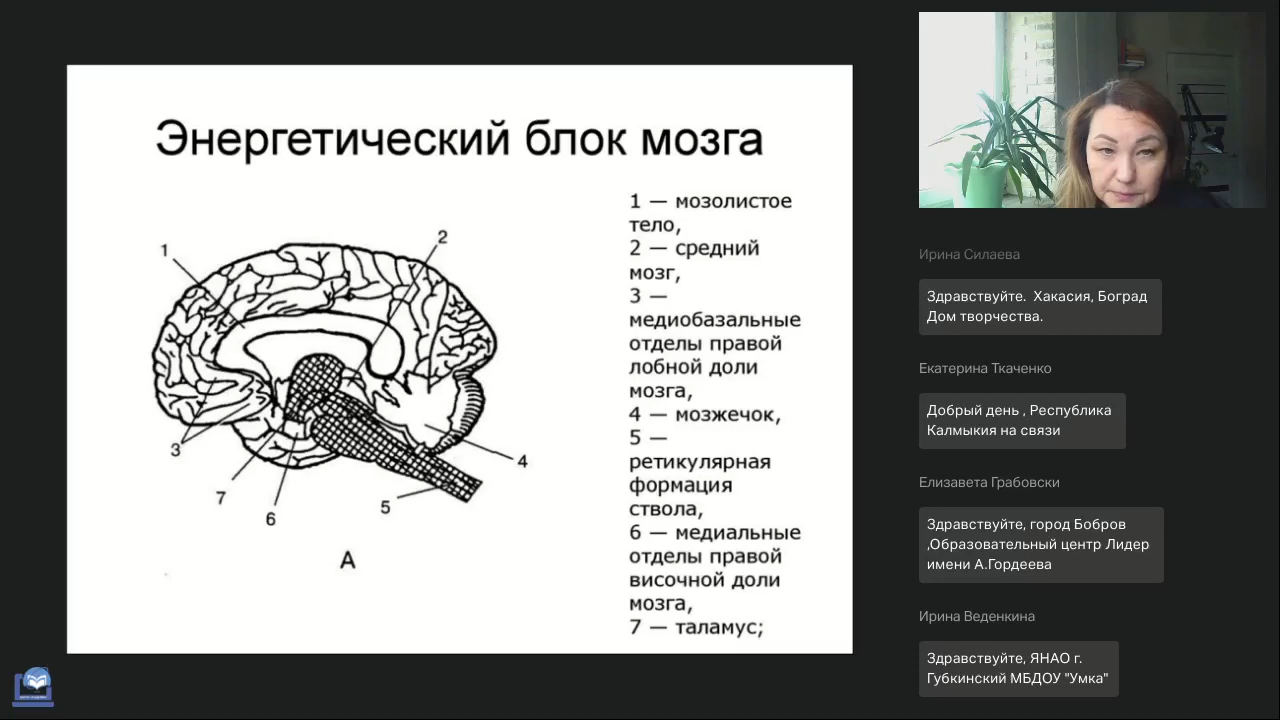 Энергетический блок мозга
1
2
3
4
5
6
7
А
1 — мозолистое
тело,
2 — средний
мозг,
3 —
медиобазальные
отделы правой
лобной доли
мозга,
4 — мозжечок,
5 —
ретикулярная
формация
ствола,
6 — медиальные
отделы правой
височной доли
мозга,
7 — таламус;
Ирина Силаева
Здравствуйте. Хакасия, Боград
Дом творчества.
Екатерина Ткаченко
Добрый день , Республика
Калмыкия на связи
Елизавета Грабовски
Здравствуйте, город Бобров
,Образовательный центр Лидер
имени А.Гордеева
Ирина Веденкина
Здравствуйте, ЯНАО г.
Губкинский МБДОУ "Умка"